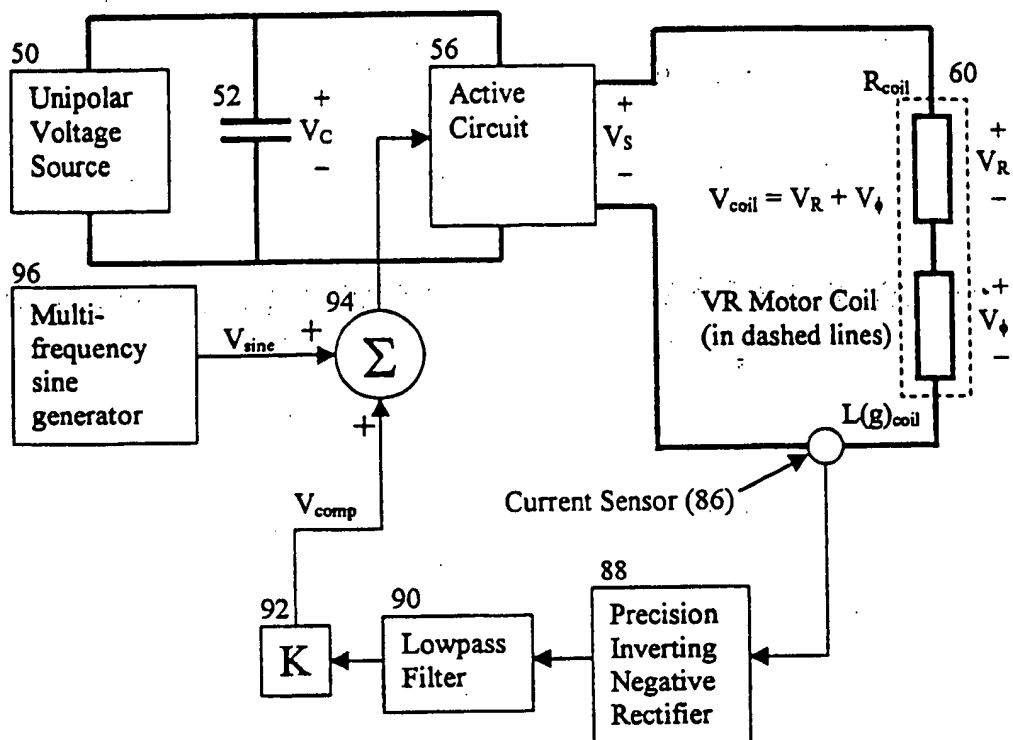 50
Unipolar
Voltage
Source
52
+
V_C
−
56
Active
Circuit
+
V_S
−
R_coil
60
+
V_R
−
V_coil = V_R + V_ϕ
+
V_ϕ
−
VR Motor Coil
(in dashed lines)
L(g)_coil
96
Multi-
frequency
sine
generator
V_sine
+
94
Σ
+
V_comp
Current Sensor (86)
92
K
90
Lowpass
Filter
88
Precision
Inverting
Negative
Rectifier